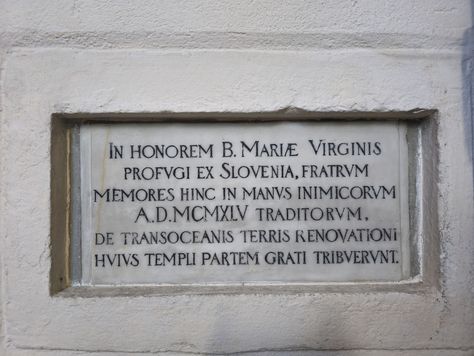 IN HONOREM B. MARIÆ VIRGINIS
PROFVGI EX SLOVENIA, FRATRVM
MEMORES HINC IN MANVS INIMICORVM
A.D. MCMXLV TRADITORVM,
DE TRANSOCEANIS TERRIS RENOVATIONI
HVIVS TEMPLI PARTEM GRATI TRIBVERVNT.